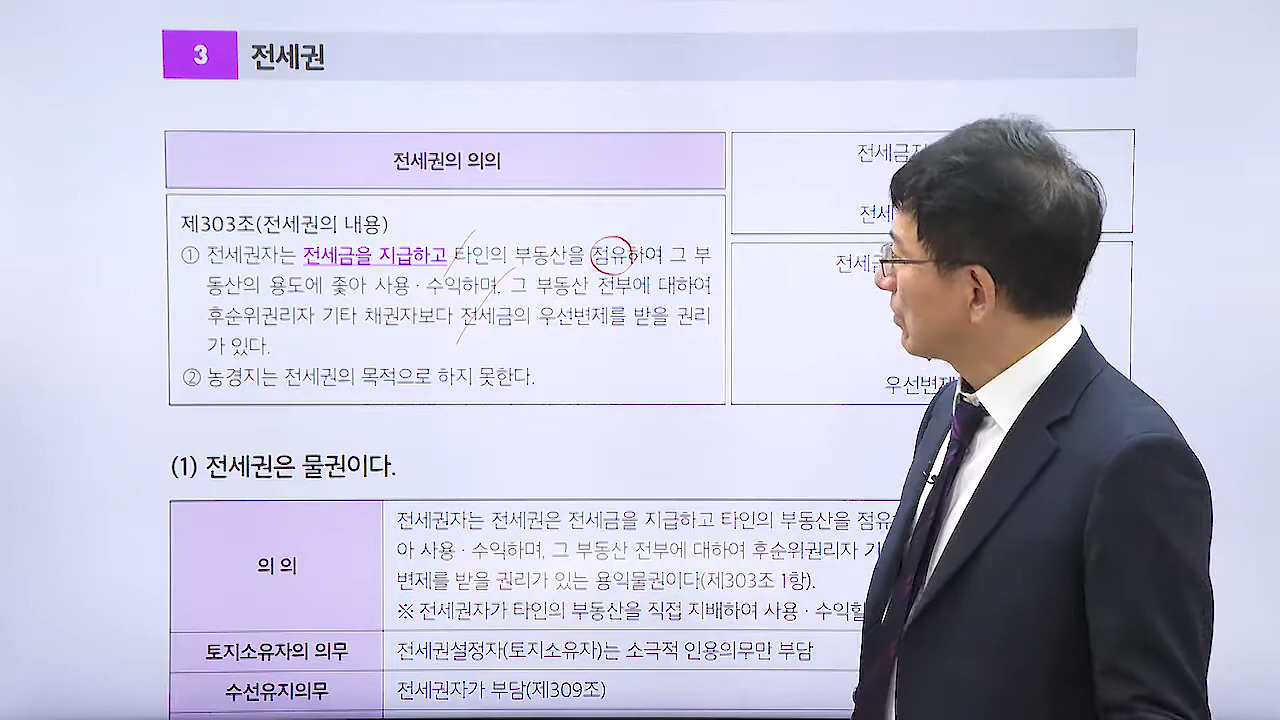 3 전세권
전세권의 의의
제303조(전세권의 내용)
① 전세권자는 전세금을 지급하고 타인의 부동산을 점유하여 그 부
동산의 용도에 좇아 사용·수익하며, 그 부동산 전부에 대하여
후순위권리자 기타 채권자보다 전세금의 우선변제를 받을 권리
가 있다.
② 농경지는 전세권의 목적으로 하지 못한다.
전세금
전세
전세
우선변제
(1) 전세권은 물권이다.
의 의
전세권자는 전세권은 전세금을 지급하고 타인의 부동산을 점유
아 사용·수익하며, 그 부동산 전부에 대하여 후순위권리자 기
변제를 받을 권리가 있는 용익물권이다(제303조 1항).
※ 전세권자가 타인의 부동산을 직접 지배하여 사용·수익할
토지소유자의 의무
전세권설정자(토지소유자)는 소극적 인용의무만 부담
수선유지의무
전세권자가 부담(제309조)